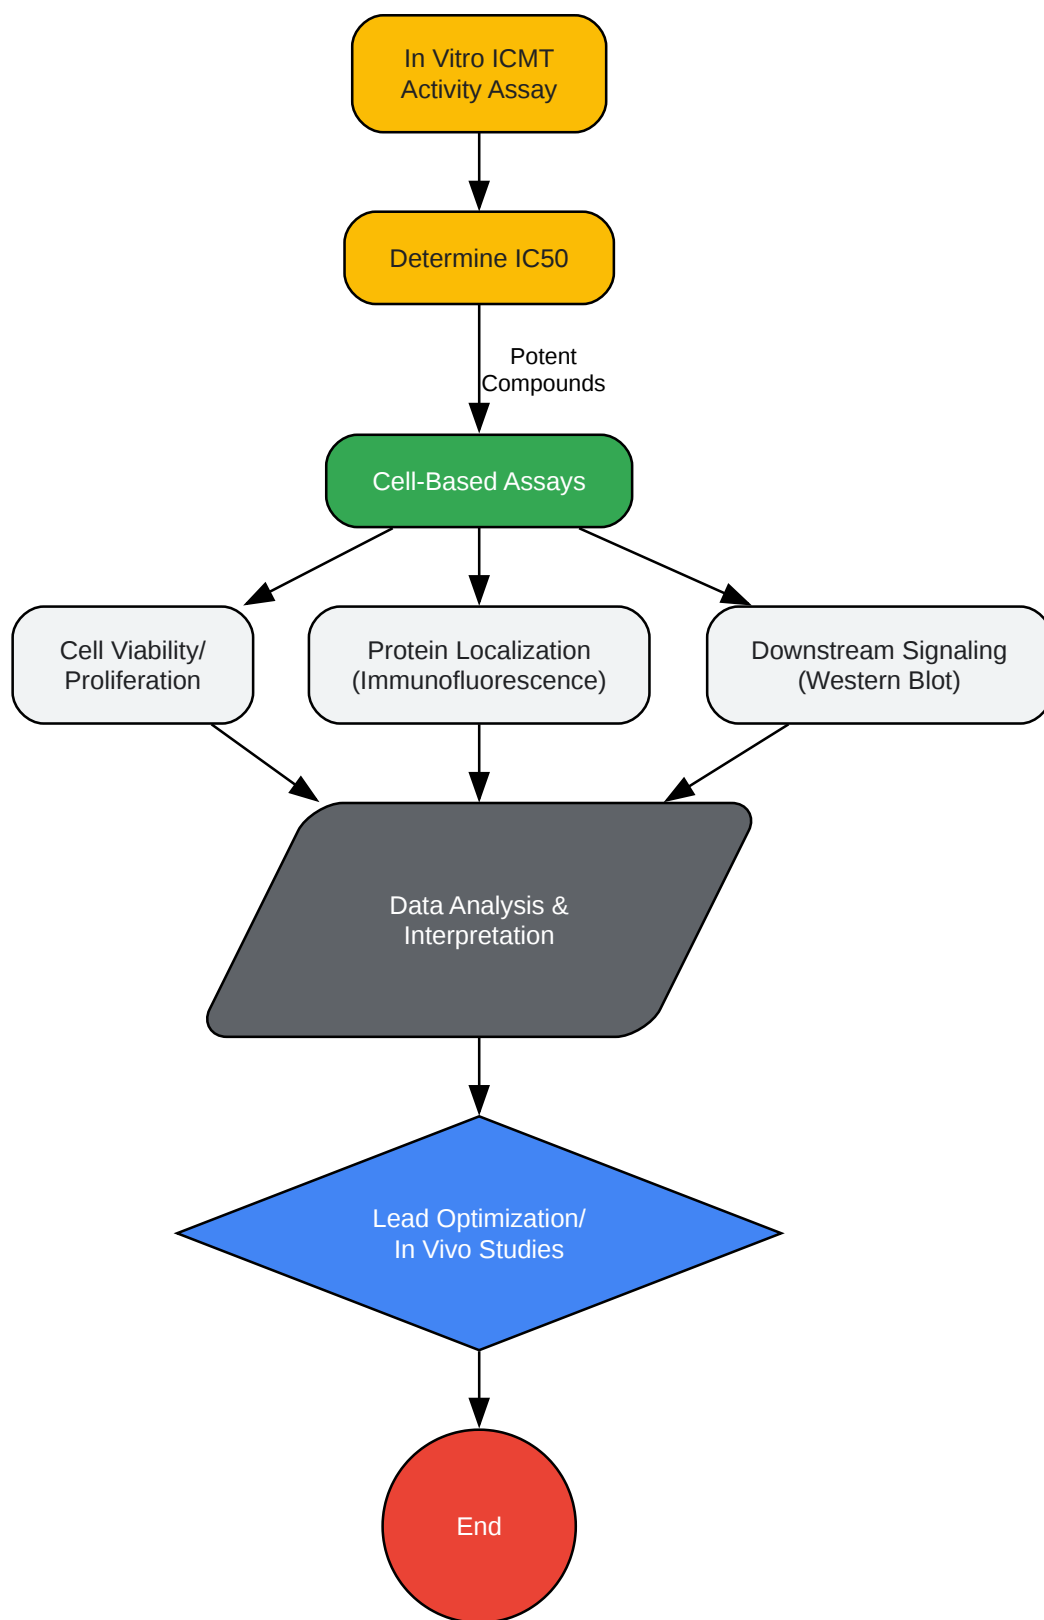 In Vitro ICMT
Activity Assay
Determine IC50
Potent
Compounds
Cell-Based Assays
Cell Viability/
Proliferation
Protein Localization
(Immunofluorescence)
Downstream Signaling
(Western Blot)
Data Analysis &
Interpretation
Lead Optimization/
In Vivo Studies
End